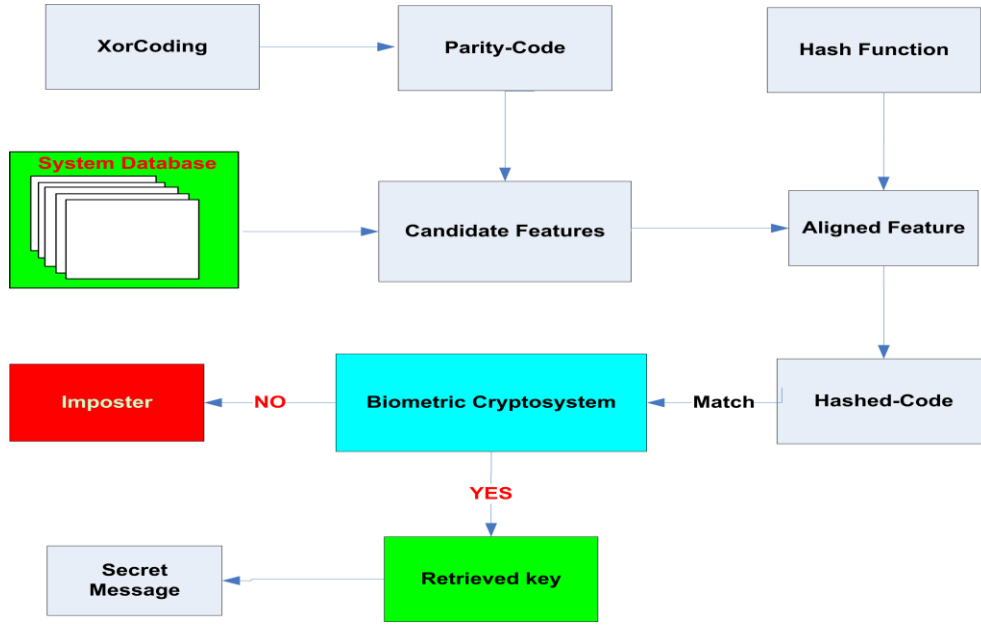 XorCoding
Parity-Code
Hash Function
System Database
Candidate Features
Aligned Feature
Imposter
NO
Biometric Cryptosystem
Match
Hashed-Code
YES
Secret
Message
Retrieved key